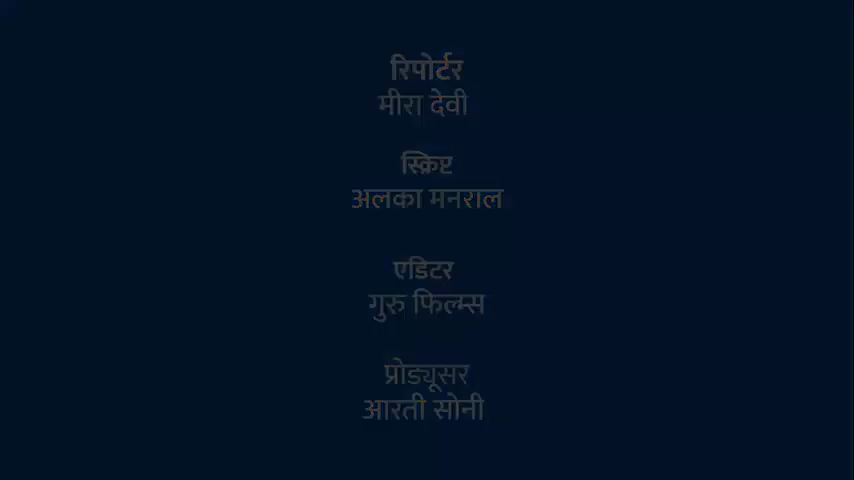 रिपोर्टर
मीरा देवी
स्क्रिप्ट
अलका मनराल
एडिटर
गुरु फिल्म्स
प्रोड्यूसर
आरती सोनी